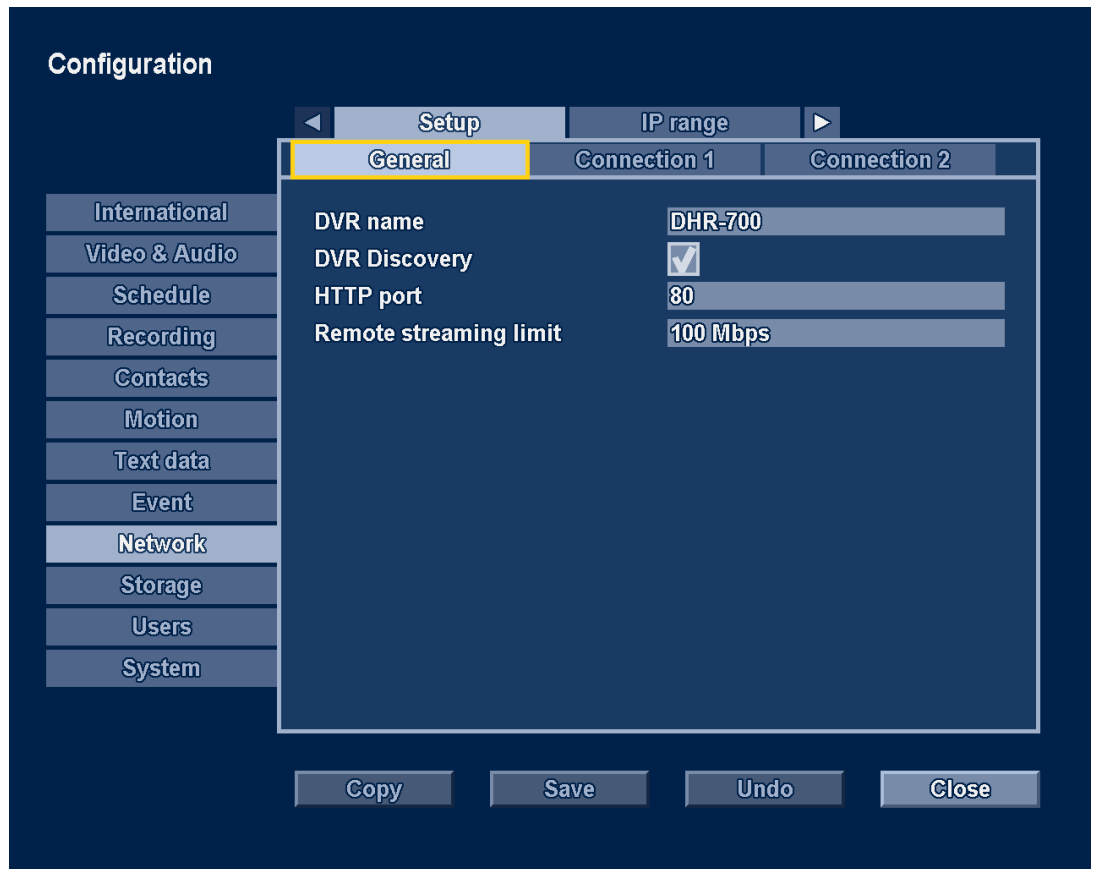 Configuration
Setup IP range
General Connection 1 Connection 2
International
Video & Audio
Schedule
Recording
Contacts
Motion
Text data
Event
Network
Storage
Users
System
DVR name DHR-700
DVR Discovery
HTTP port 80
Remote streaming limit 100 Mbps
Copy Save Undo Close